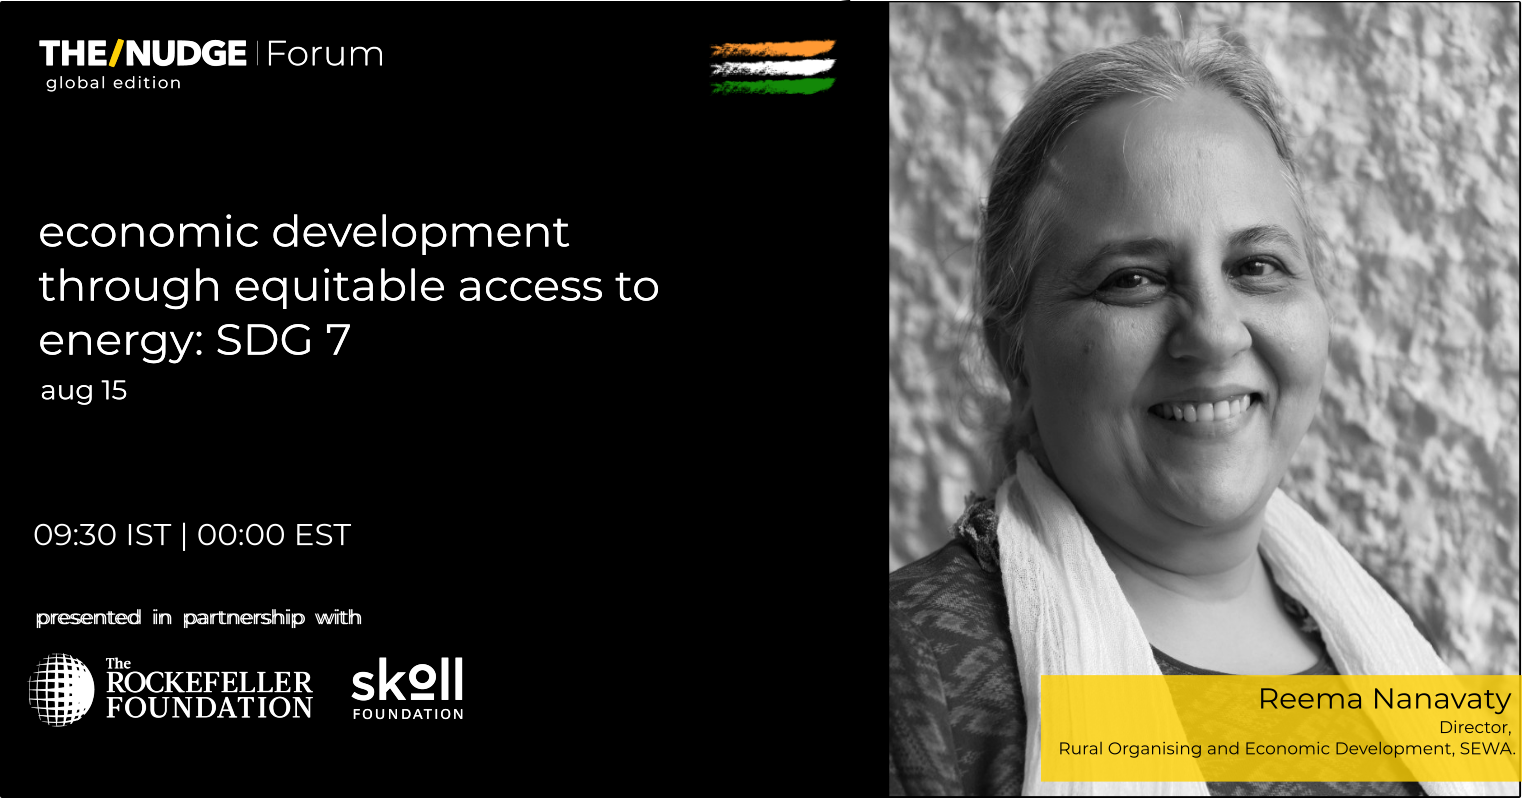 THE/NUDGE | Forum
global edition
economic development
through equitable access to
energy: SDG 7
aug 15
09:30 IST | 00:00 EST
presented in partnership with
The
ROCKEFELLER
FOUNDATION
skoll
FOUNDATION
Reema Nanavaty
Director,
Rural Organising and Economic Development, SEWA.